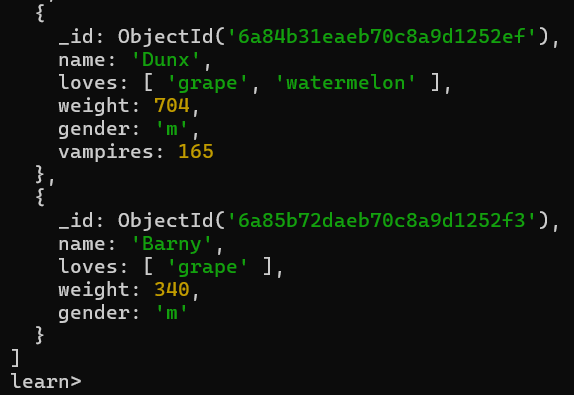 {
_id: ObjectId('6a84b31eaeb70c8a9d1252ef'),
name: 'Dunx',
loves: [ 'grape', 'watermelon' ],
weight: 704,
gender: 'm',
vampires: 165
},
{
_id: ObjectId('6a85b72daeb70c8a9d1252f3'),
name: 'Barny',
loves: [ 'grape' ],
weight: 340,
gender: 'm'
}
]
learn>